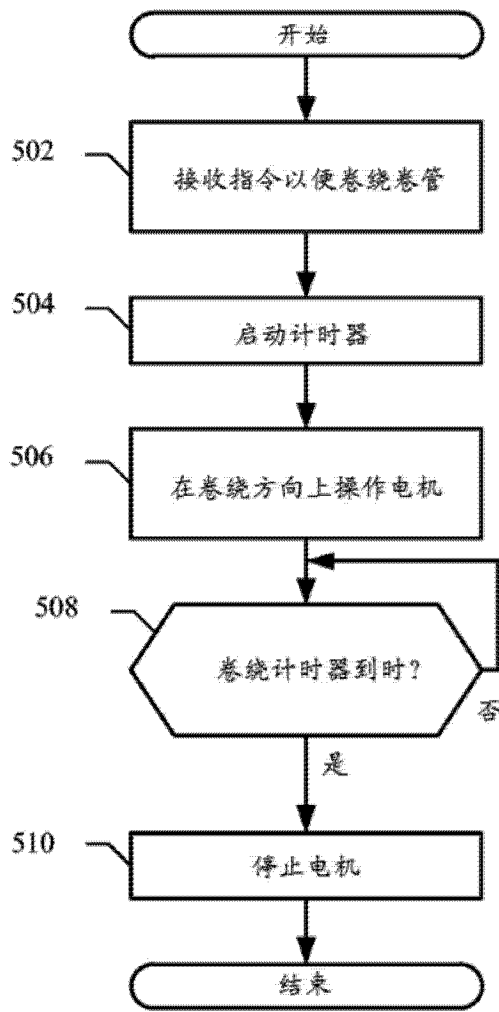 开始
502
接收指令以便卷绕卷管
504
启动计时器
506
在卷绕方向上操作电机
508
卷绕计时器到时?
否
是
510
停止电机
结束